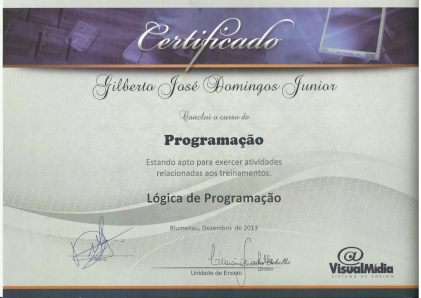 Certificado
Gilberto José Domingos Junior
Conclui o curso de
Programação
Estando apto para exercer atividades
relacionadas aos treinamentos.
Lógica de Programação
Blumenau, Dezembro de 2013
Unidade de Ensino
Diretor
@
VisualMídia
SISTEMA DE ENSINO